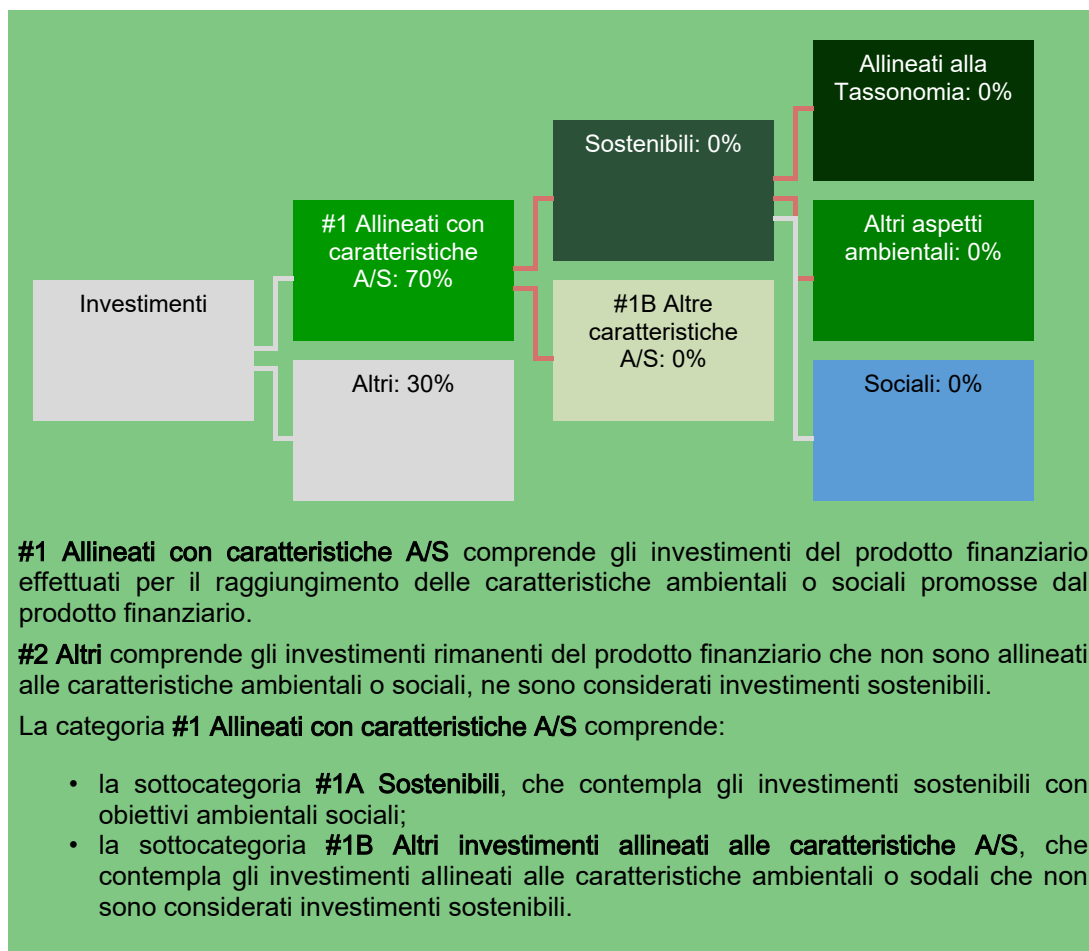 Investimenti
#1 Allineati con
caratteristiche
A/S: 70%
Altri: 30%
Sostenibili: 0%
#1B Altre
caratteristiche
A/S: 0%
Allineati alla
Tassonomia: 0%
Altri aspetti
ambientali: 0%
Sociali: 0%
#1 Allineati con caratteristiche A/S comprende gli investimenti del prodotto finanziario
effettuati per il raggiungimento delle caratteristiche ambientali o sociali promosse dal
prodotto finanziario.
#2 Altri comprende gli investimenti rimanenti del prodotto finanziario che non sono allineati
alle caratteristiche ambientali o sociali, ne sono considerati investimenti sostenibili.
La categoria #1 Allineati con caratteristiche A/S comprende:
• la sottocategoria #1A Sostenibili, che contempla gli investimenti sostenibili con
obiettivi ambientali sociali;
• la sottocategoria #1B Altri investimenti allineati alle caratteristiche A/S, che
contempla gli investimenti allineati alle caratteristiche ambientali o sodali che non
sono considerati investimenti sostenibili.